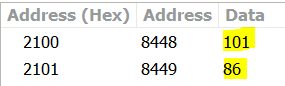 Address (Hex) Address Data
2100 8448 101
2101 8449 86